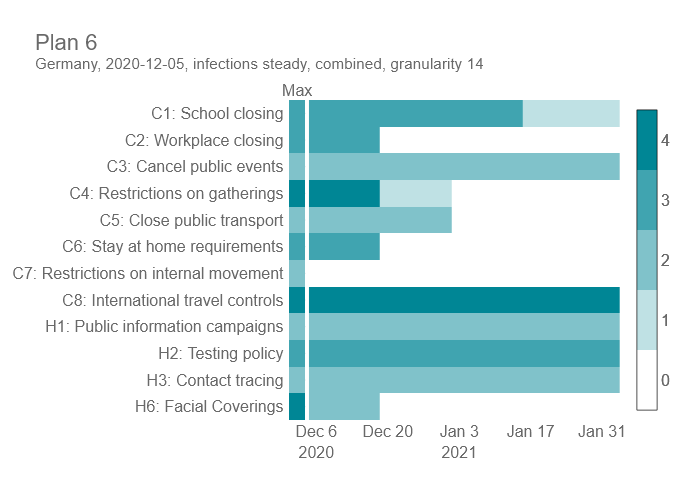 Plan 6
Germany, 2020-12-05, infections steady, combined, granularity 14
Max
C1: School closing
C2: Workplace closing
C3: Cancel public events
C4: Restrictions on gatherings
C5: Close public transport
C6: Stay at home requirements
C7: Restrictions on internal movement
C8: International travel controls
H1: Public information campaigns
H2: Testing policy
H3: Contact tracing
H6: Facial Coverings
4
3
2
1
0
Dec 6 Dec 20 Jan 3 Jan 17 Jan 31
2020 2021